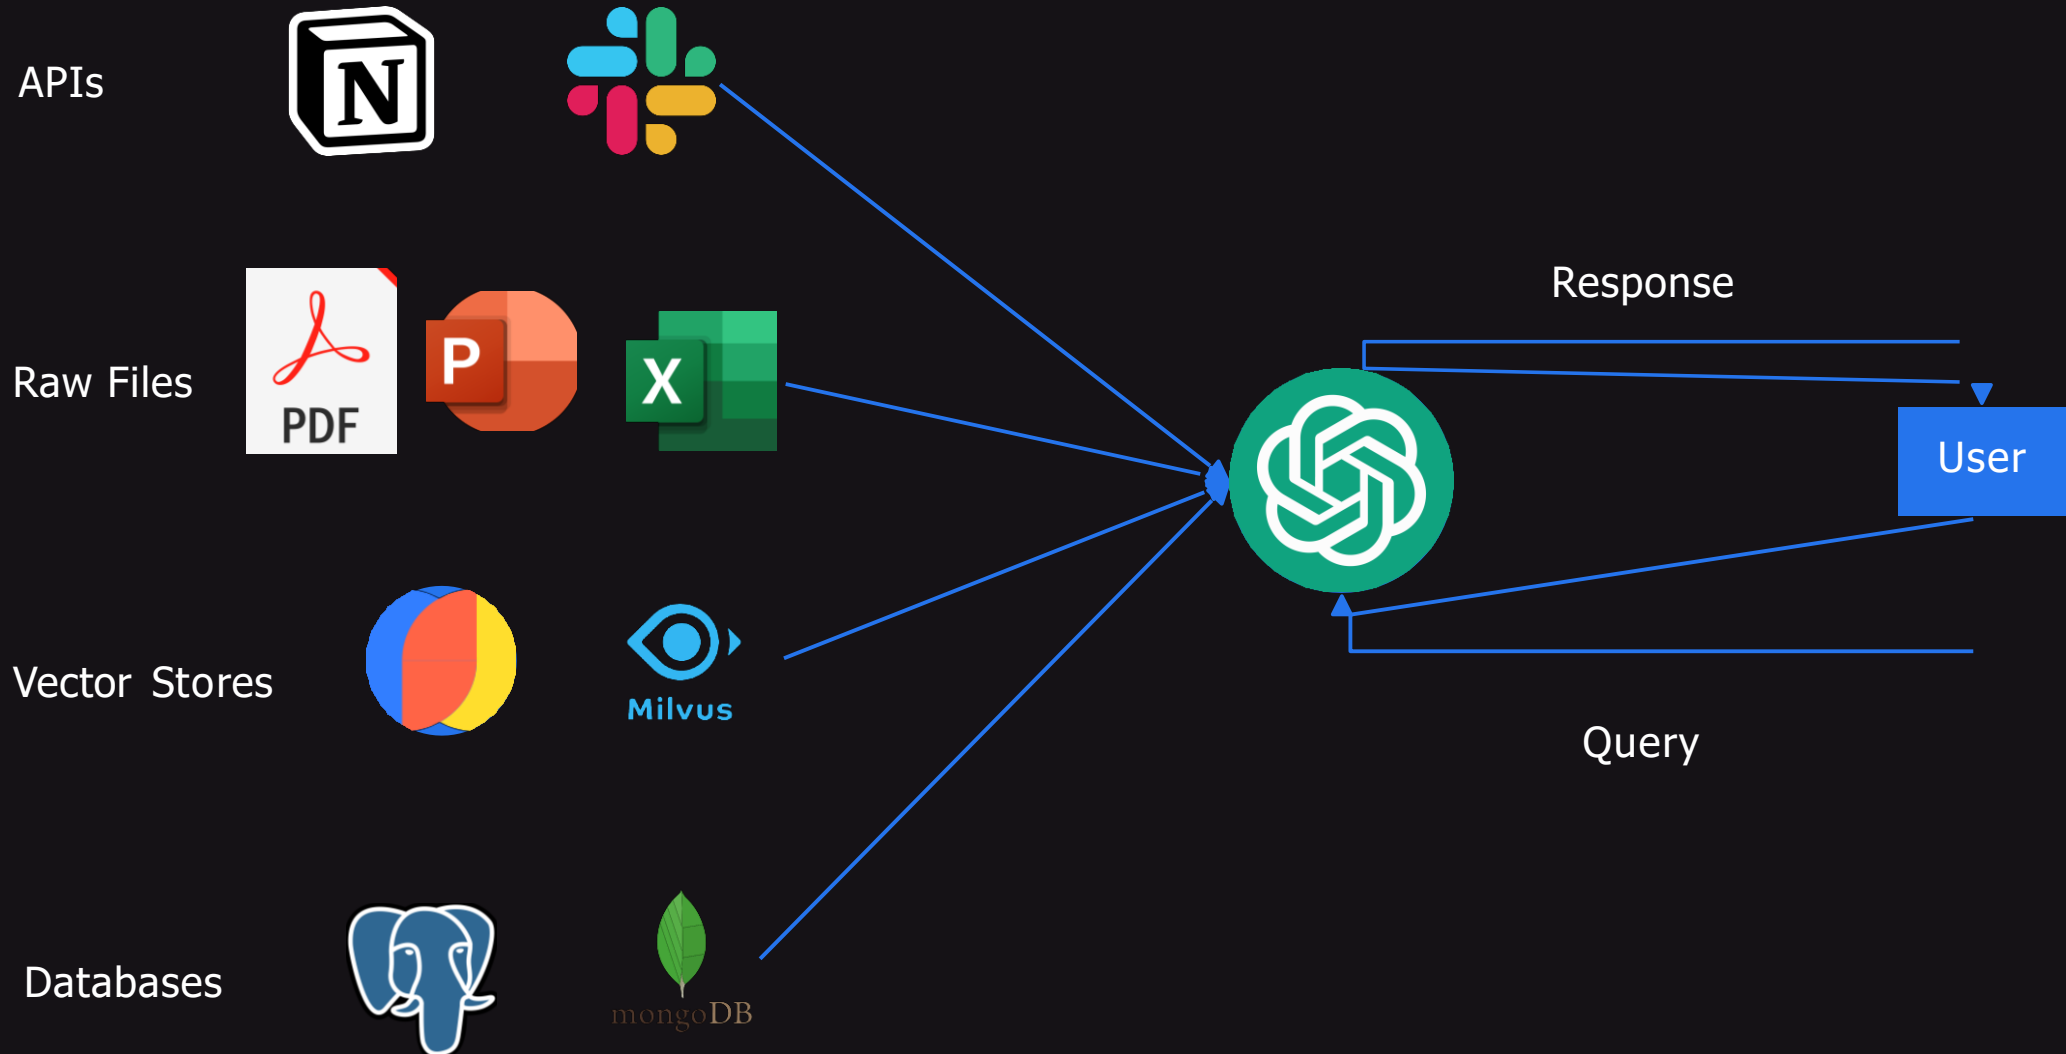 APIs
N
Response
Raw Files
PDF
P
X
User
Vector Stores
Milvus
Query
Databases
mongoDB